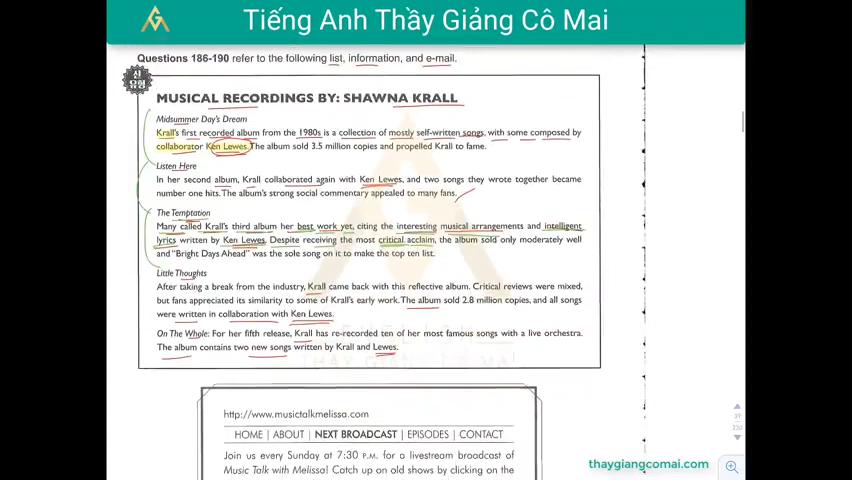 Tiếng Anh Thầy Giảng Cô Mai
Questions 186-190 refer to the following list, information, and e-mail.
MUSICAL RECORDINGS BY: SHAWNA KRALL
Midsummer Day's Dream
Krall's first recorded album from the 1980s is a collection of mostly self-written songs, with some composed by
collaborator Ken Lewes. The album sold 3.5 million copies and propelled Krall to fame.
Listen Here
In her second album, Krall collaborated again with Ken Lewes, and two songs they wrote together became
number one hits. The album's strong social commentary appealed to many fans.
The Temptation
Many called Krall's third album her best work yet, citing the interesting musical arrangements and intelligent
lyrics written by Ken Lewes. Despite receiving the most critical acclaim, the album sold only moderately well
and "Bright Days Ahead" was the sole song on it to make the top ten list.
Little Thoughts
After taking a break from the industry, Krall came back with this reflective album. Critical reviews were mixed,
but fans appreciated its similarity to some of Krall's early work. The album sold 2.8 million copies, and all songs
were written in collaboration with Ken Lewes.
On The Whole: For her fifth release, Krall has re-recorded ten of her most famous songs with a live orchestra.
The album contains two new songs written by Krall and Lewes.
http://www.musictalkmelissa.com
HOME | ABOUT | NEXT BROADCAST | EPISODES | CONTACT
Join us every Sunday at 7:30 P.M. for a livestream broadcast of
Music Talk with Melissa! Catch up on old shows by clicking on the
thaygiangcomai.com